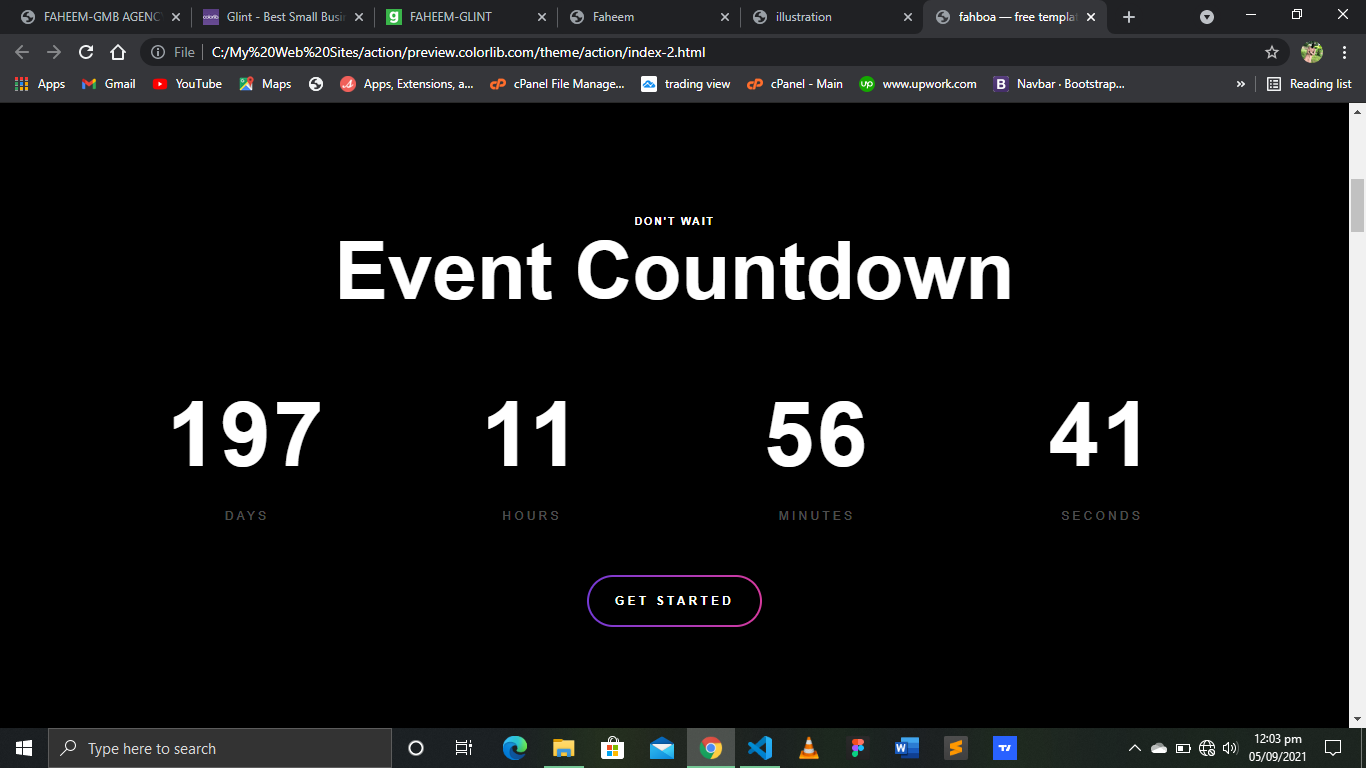 FAHEEM-GMB AGENC
Glint - Best Small Busi
FAHEEM-GLINT
Faheem
illustration
fahboa — free templa
File
C:/My%20Web%20Sites/action/preview.colorlib.com/theme/action/index-2.html
Apps
Gmail
YouTube
Maps
Apps, Extensions, a...
cPanel File Manage...
trading view
cPanel - Main
www.upwork.com
Navbar · Bootstrap...
»
Reading list
DON'T WAIT
Event Countdown
197 11 56 41
DAYS HOURS MINUTES SECONDS
GET STARTED
Type here to search
12:03 pm
05/09/2021